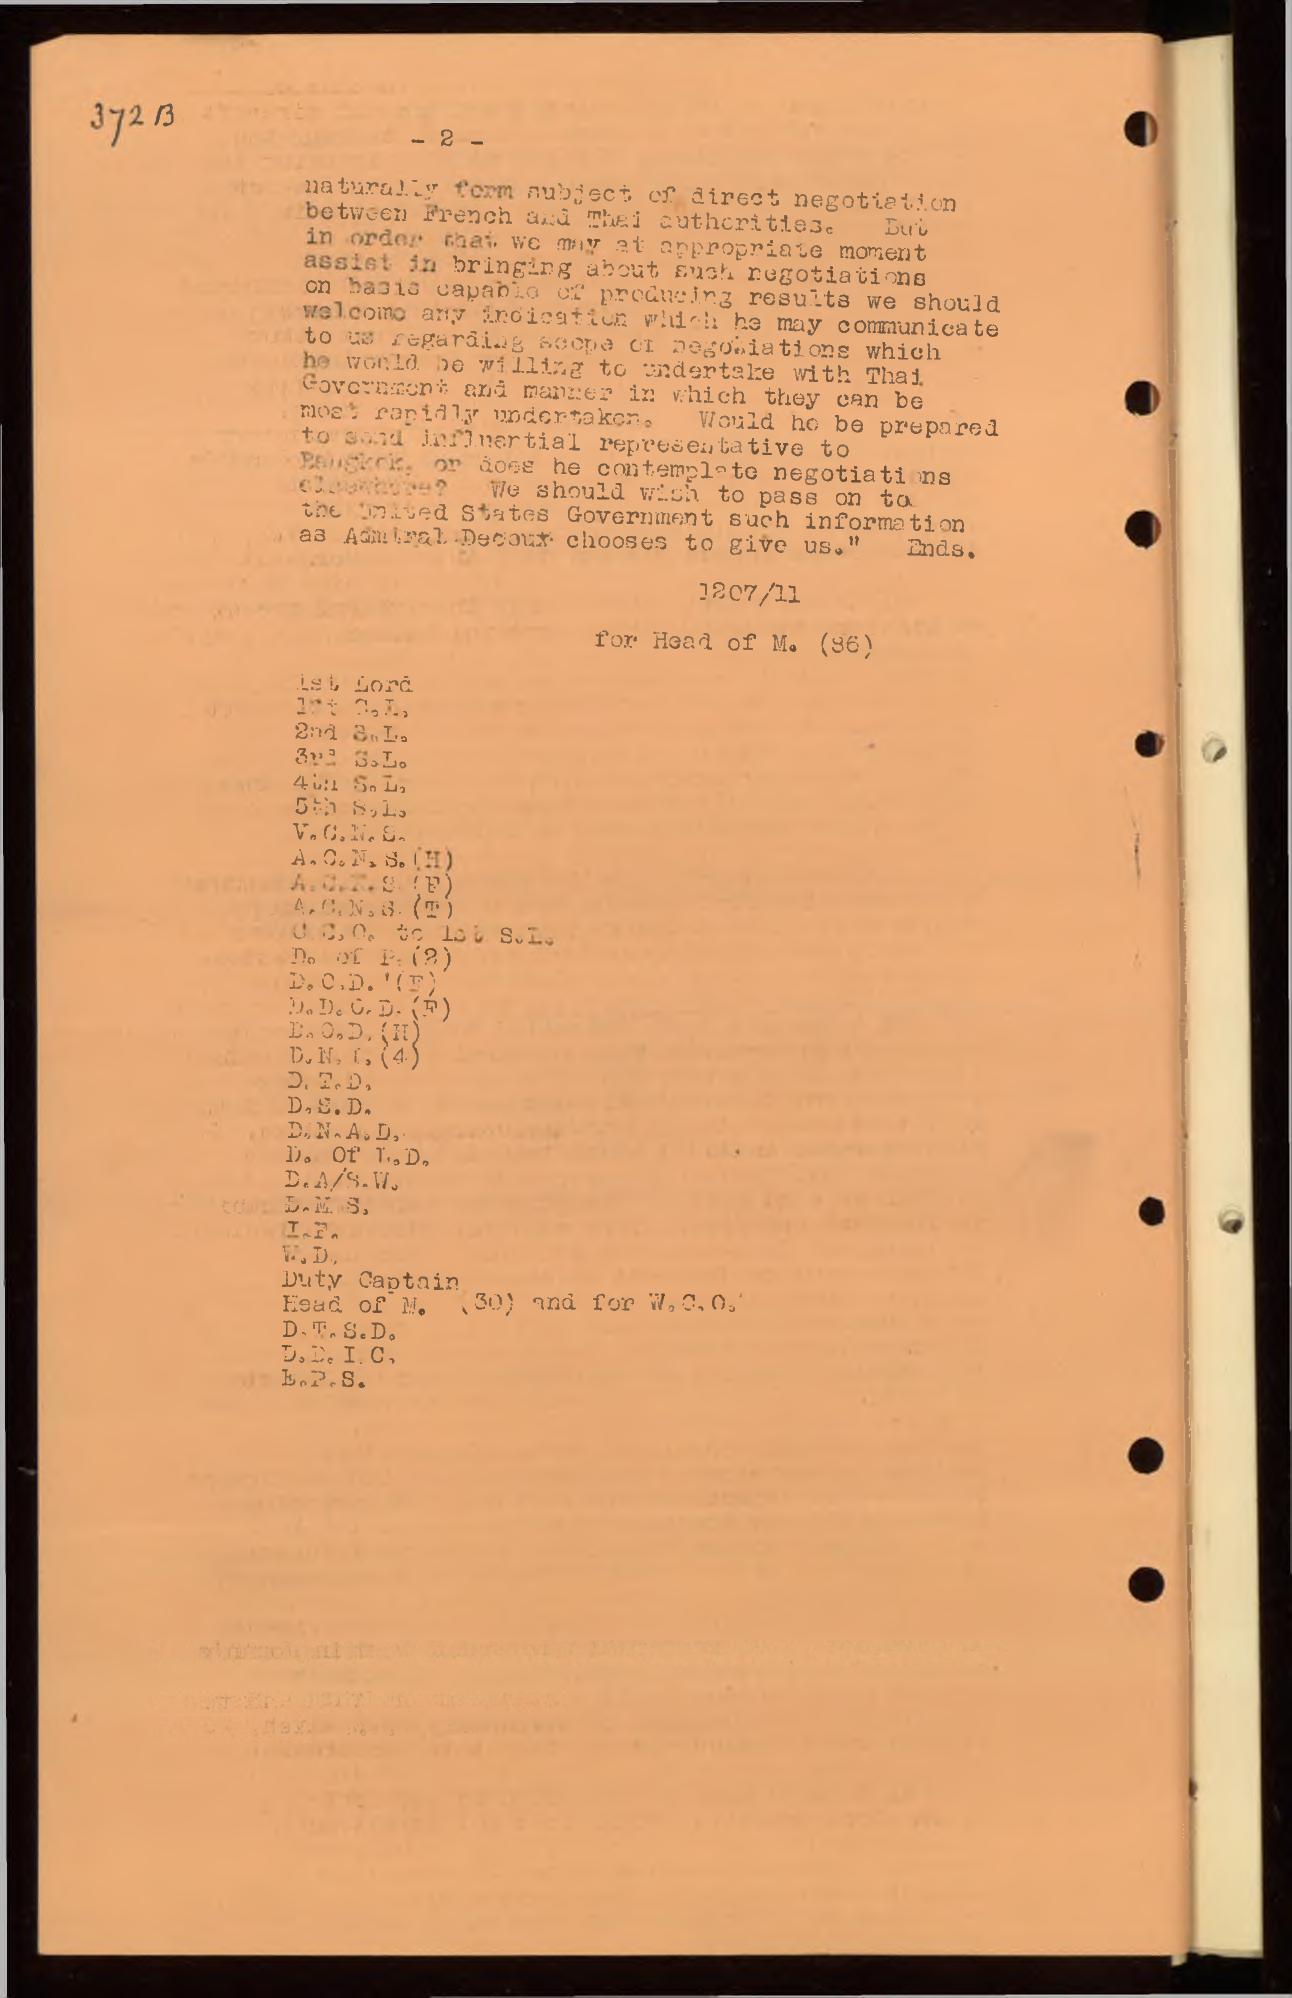 372B
- 2 -
naturally form subject of direct negotiation
between French and Thai authorities. But
in order that we may at appropriate moment
assist in bringing about such negotiations
on basis capable of producing results we should
welcome any indication which he may communicate
to us regarding scope of negotiations which
he would be willing to undertake with Thai
Government and manner in which they can be
most rapidly undertaken. Would he be prepared
to send influential representative to
Bangkok, or does he contemplate negotiations
elsewhere? We should wish to pass on to
the United States Government such information
as Admiral Decoux chooses to give us." Ends.
1207/11
for Head of M. (86)
1st Lord
1st S.L.
2nd S.L.
3rd S.L.
4th S.L.
5th S.L.
V.C.N.S.
A.C.N.S.(H)
A.C.N.S.(F)
A.C.N.S.(T)
C.C.O. to 1st S.L.
D. of P.(2)
D.O.D.'(F)
D.D.O.D.(F)
D.O.D.(H)
D.N.I.(4)
D.T.D.
D.S.D.
D.N.A.D.
D. Of L.D.
D.A/S.W.
D.M.S.
I.P.
W.D.
Duty Captain
Head of M. (30) and for W.C.O.
D.T.S.D.
D.D.I.C.
E.P.S.